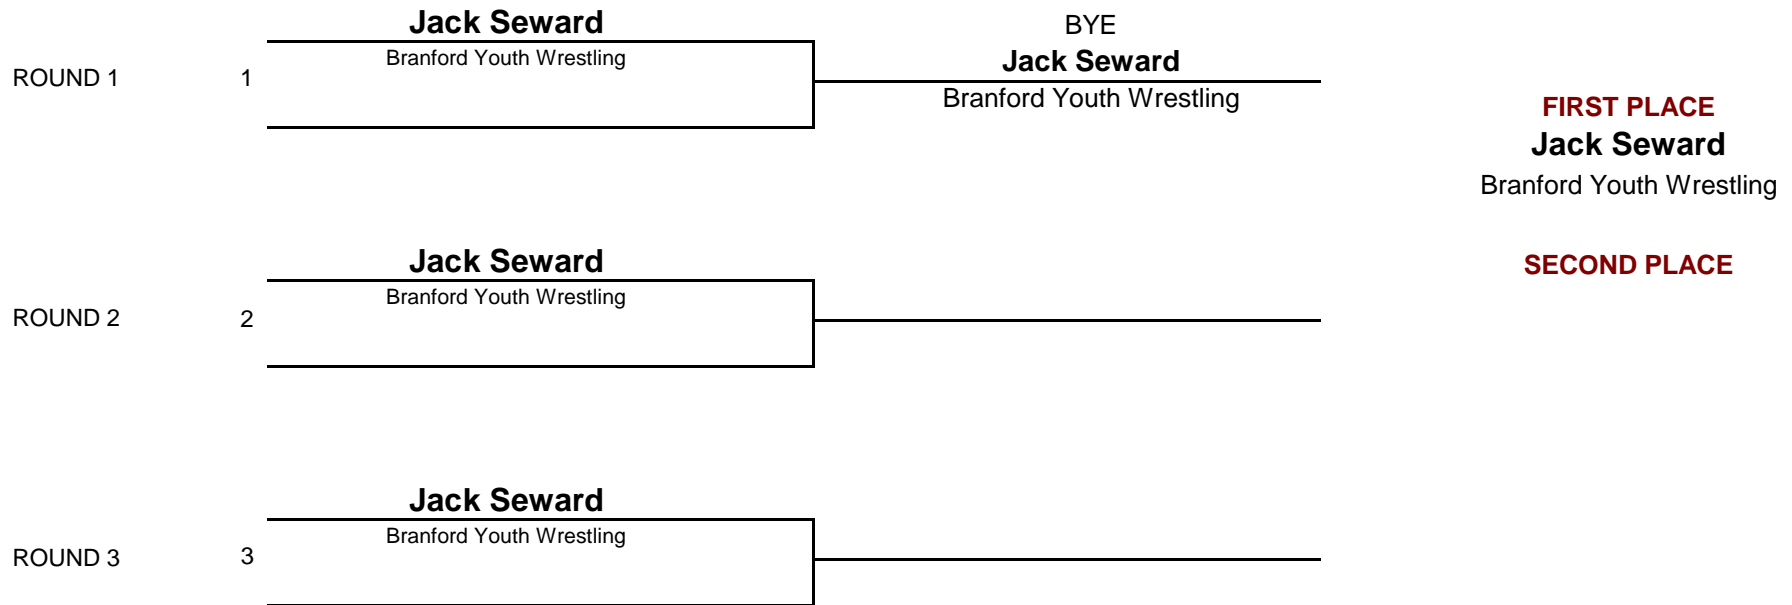 Jack Seward
Branford Youth Wrestling
ROUND 1
1
BYE
Jack Seward
Branford Youth Wrestling
FIRST PLACE
Jack Seward
Branford Youth Wrestling
Jack Seward
Branford Youth Wrestling
ROUND 2
2
SECOND PLACE
Jack Seward
Branford Youth Wrestling
ROUND 3
3